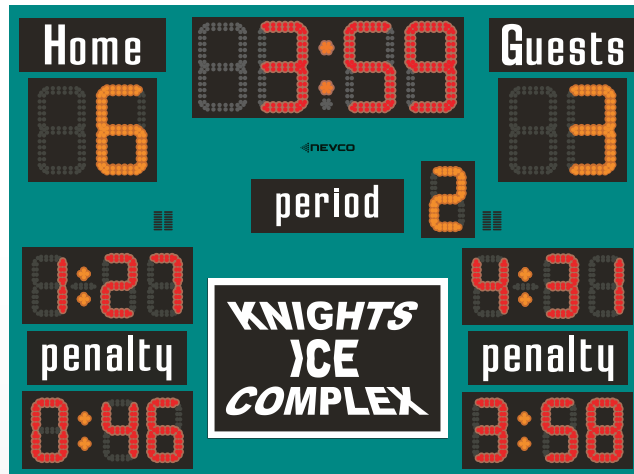 Home
3:59
Guests
6
3
NEVCO
period 2
1:27
4:31
KNIGHTS
ICE
COMPLEX
penalty
penalty
0:46
3:58